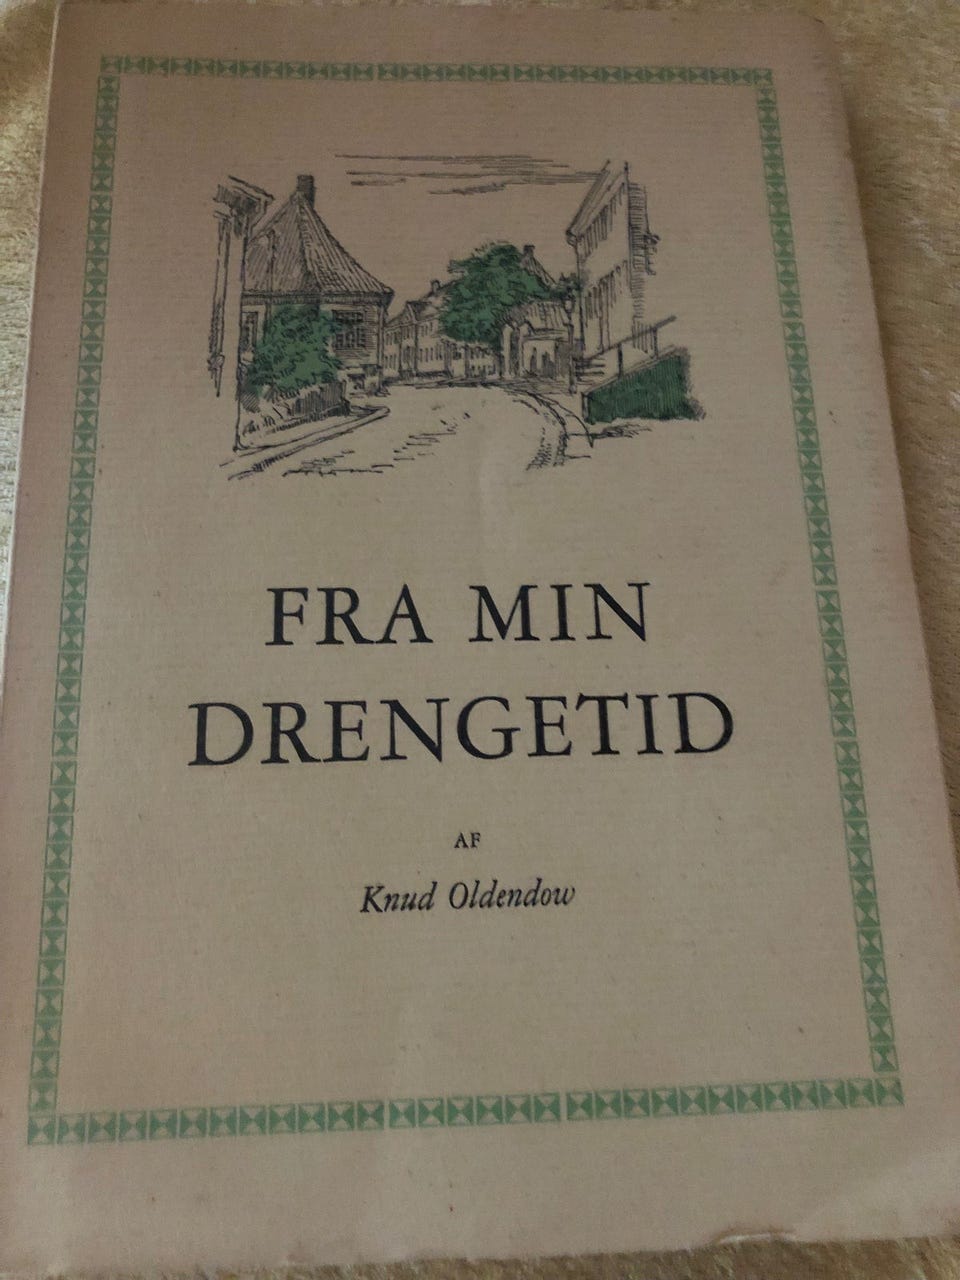 FRA MIN
DRENGETID
AF
Knud Oldendow